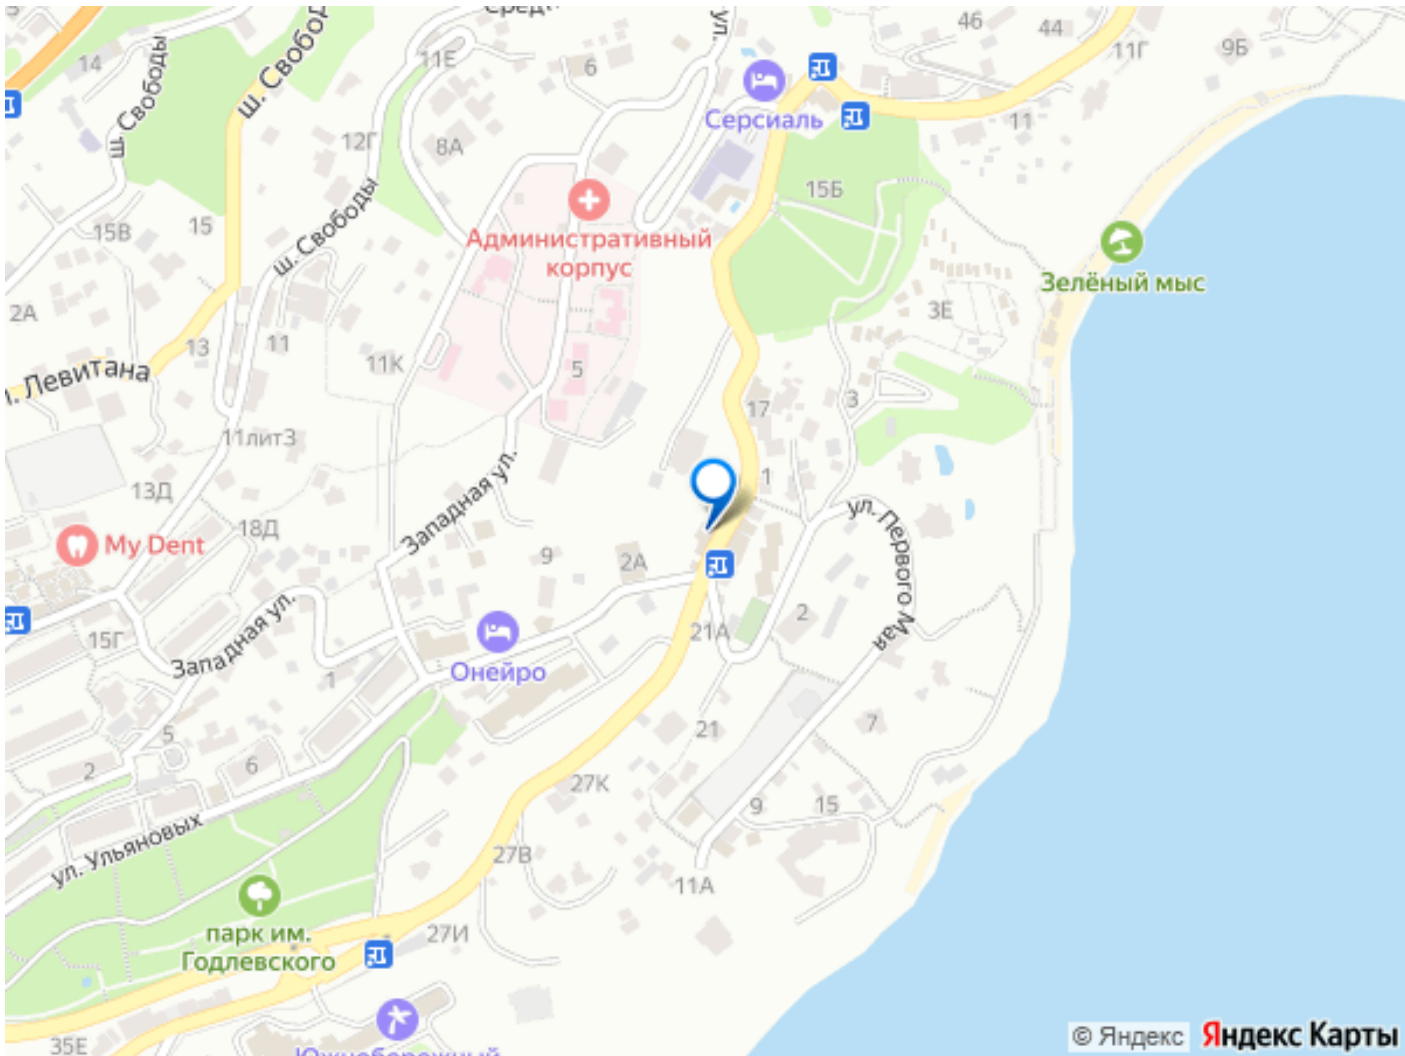 46
44
14
11Е
6
11Г
9Б
ш. Свободы
ул.
ш. Свободы
12Г
8А
Серсиаль
11
15Б
15В
15
ш. Свободы
Административный
корпус
Зелёный мыс
2А
13
11
11К
5
3Е
3
17
11лит3
1
13Д
18Д
Западная ул.
ул. Первого Мая
My Dent
9
2А
15Г
Западная ул.
1
Онейро
21А
2
5
21
7
2
6
27К
9
15
ул. Ульяновых
27В
11А
парк им.
Годлевского
27И
35Е
Южнобережный
© Яндекс
Яндекс Карты